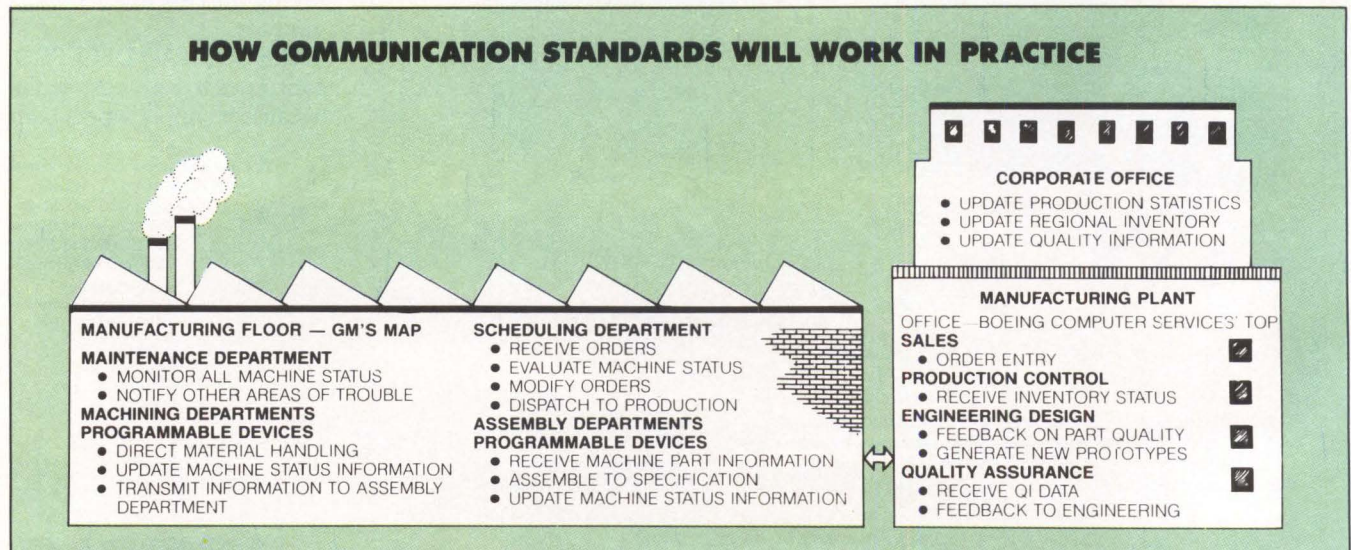 HOW COMMUNICATION STANDARDS WILL WORK IN PRACTICE
MANUFACTURING FLOOR — GM'S MAP
MAINTENANCE DEPARTMENT
● MONITOR ALL MACHINE STATUS
● NOTIFY OTHER AREAS OF TROUBLE
MACHINING DEPARTMENTS
PROGRAMMABLE DEVICES
● DIRECT MATERIAL HANDLING
● UPDATE MACHINE STATUS INFORMATION
● TRANSMIT INFORMATION TO ASSEMBLY
DEPARTMENT
SCHEDULING DEPARTMENT
● RECEIVE ORDERS
● EVALUATE MACHINE STATUS
● MODIFY ORDERS
● DISPATCH TO PRODUCTION
ASSEMBLY DEPARTMENTS
PROGRAMMABLE DEVICES
● RECEIVE MACHINE PART INFORMATION
● ASSEMBLE TO SPECIFICATION
● UPDATE MACHINE STATUS INFORMATION
CORPORATE OFFICE
● UPDATE PRODUCTION STATISTICS
● UPDATE REGIONAL INVENTORY
● UPDATE QUALITY INFORMATION
MANUFACTURING PLANT
OFFICE—BOEING COMPUTER SERVICES' TOP
SALES
● ORDER ENTRY
PRODUCTION CONTROL
● RECEIVE INVENTORY STATUS
ENGINEERING DESIGN
● FEEDBACK ON PART QUALITY
● GENERATE NEW PROTOTYPES
QUALITY ASSURANCE
● RECEIVE QI DATA
● FEEDBACK TO ENGINEERING